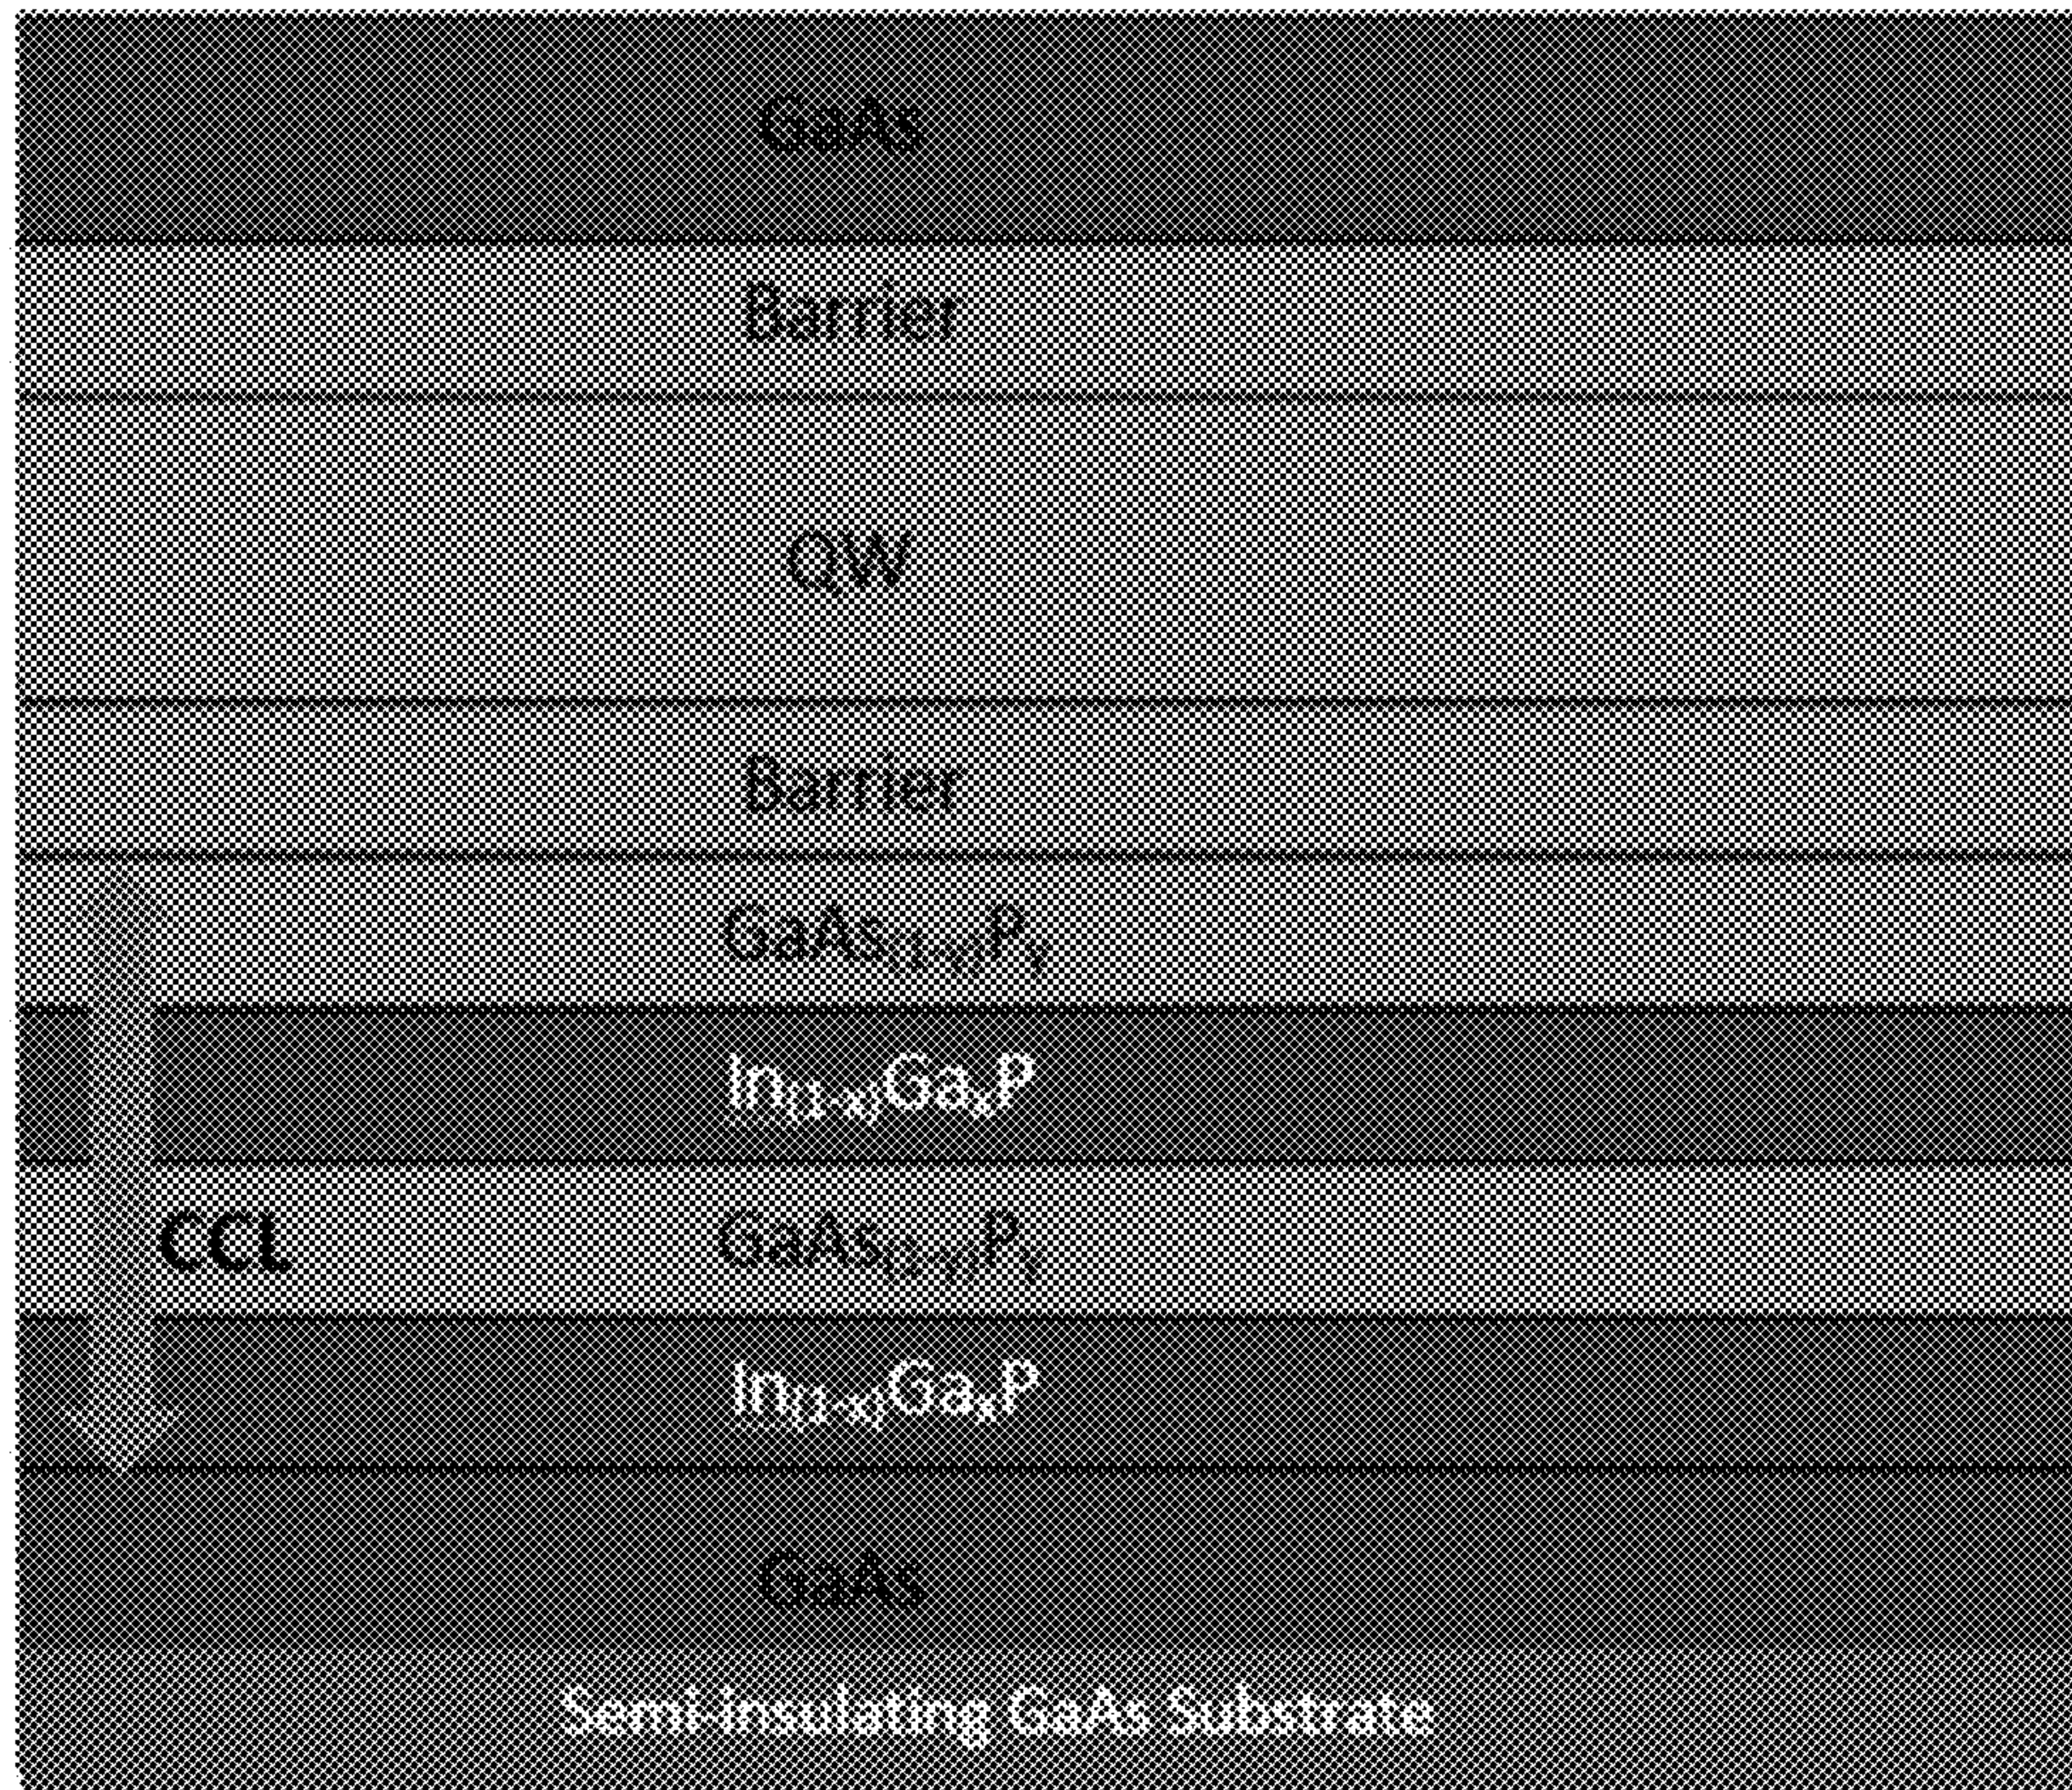 GaAs
Barrier
QW
Barrier
GaAs(1-y)Py
In(1-x)GaxP
CCL GaAs(1-y)Py
In(1-x)GaxP
GaAs
Semi-insulating GaAs Substrate